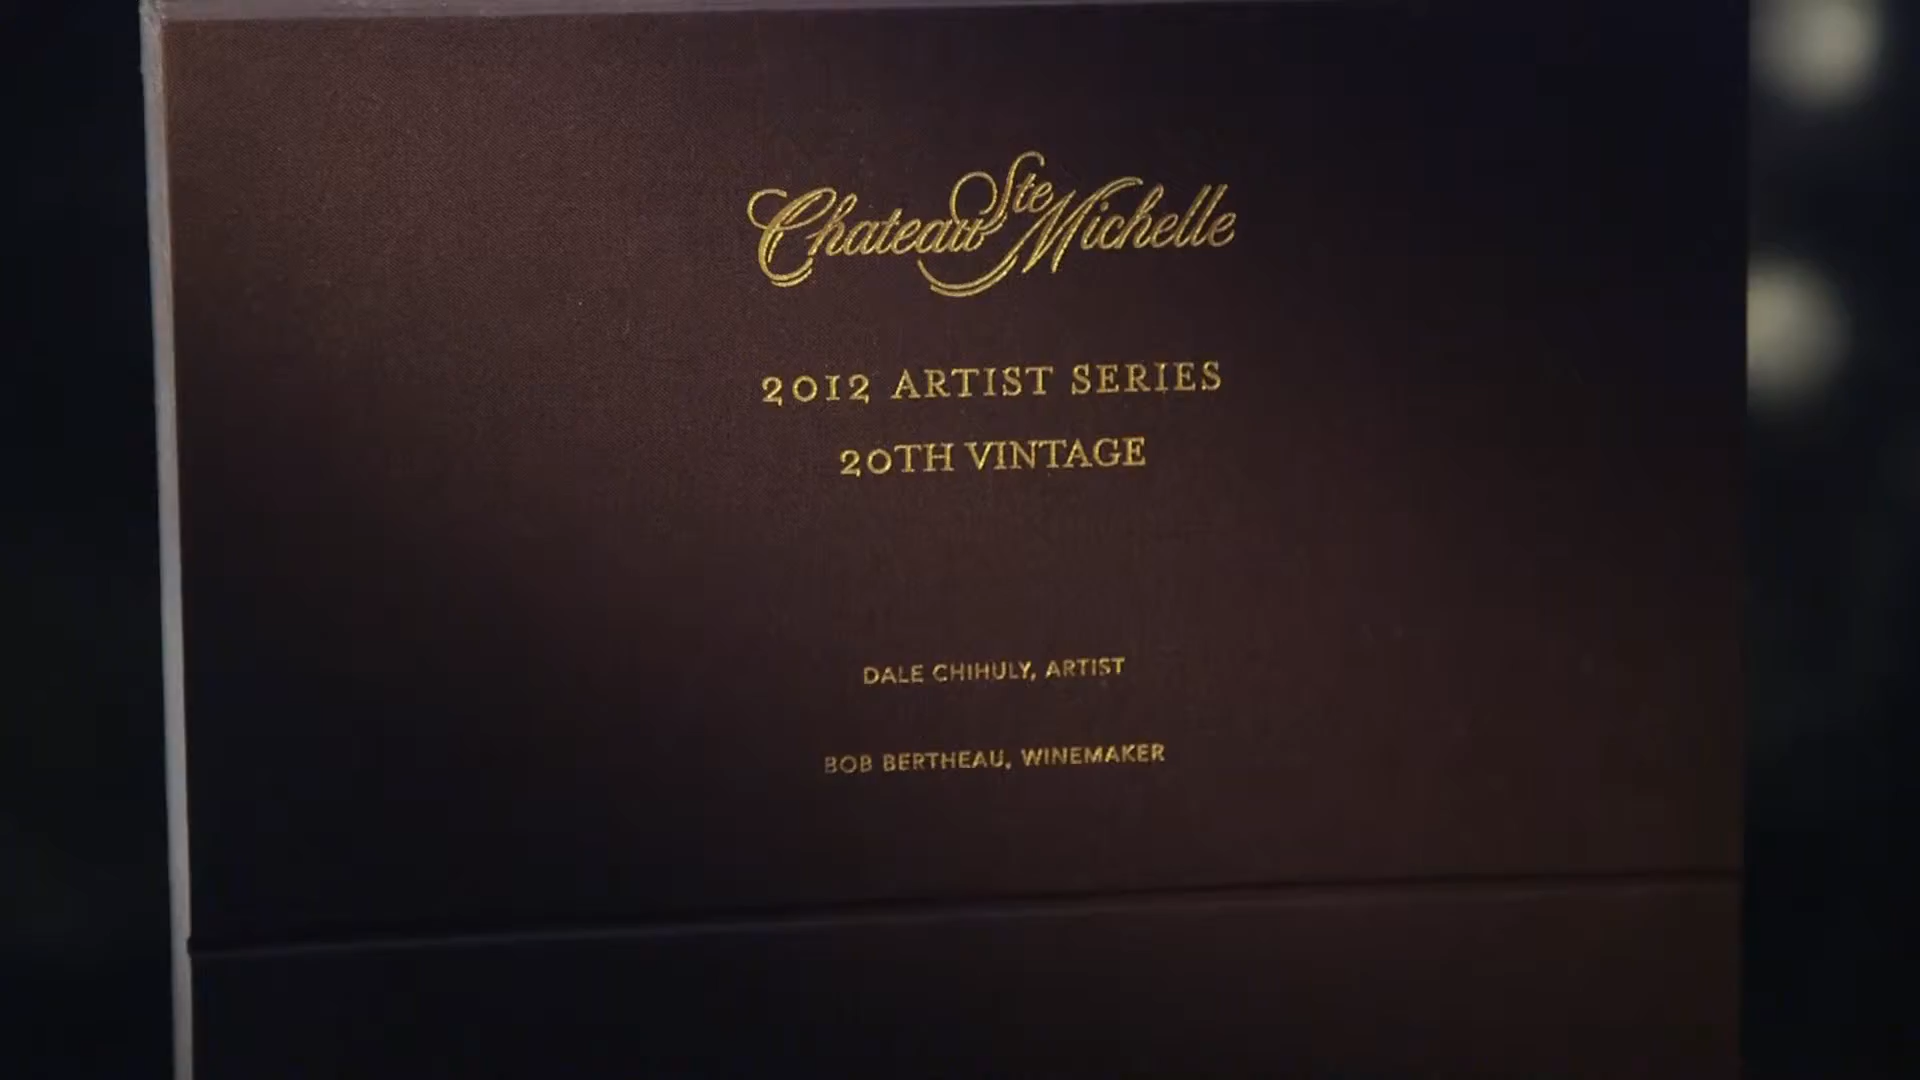 Chateau Ste Michelle
2012 ARTIST SERIES
20TH VINTAGE
DALE CHIHULY, ARTIST
BOB BERTHEAU, WINEMAKER